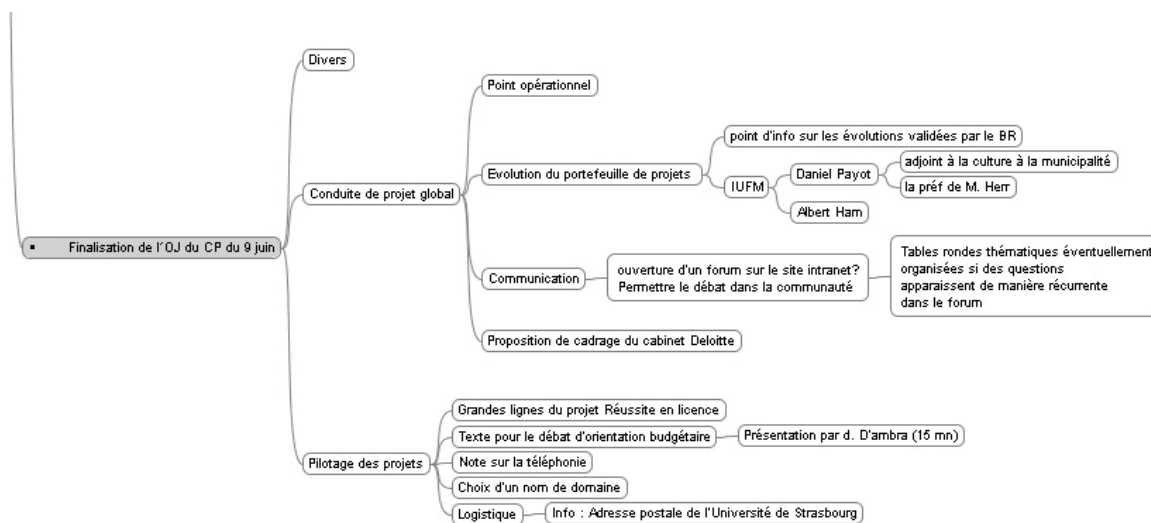 Divers
Point opérationnel
point d'info sur les évolutions validées par le BR
adjoint à la culture à la municipalité
Daniel Payot
Evolution du portefeuille de projets
IUFM
la préf de M. Herr
Conduite de projet global
Albert Ham
▪ Finalisation de l'OJ du CP du 9 juin
Tables rondes thématiques éventuellement
organisées si des questions
apparaissent de manière récurrente
dans le forum
ouverture d'un forum sur le site intranet?
Permettre le débat dans la communauté
Communication
Proposition de cadrage du cabinet Deloitte
Grandes lignes du projet Réussite en licence
Texte pour le débat d'orientation budgétaire
Présentation par d. D'ambra (15 mn)
Pilotage des projets
Note sur la téléphonie
Choix d'un nom de domaine
Logistique
Info : Adresse postale de l'Université de Strasbourg